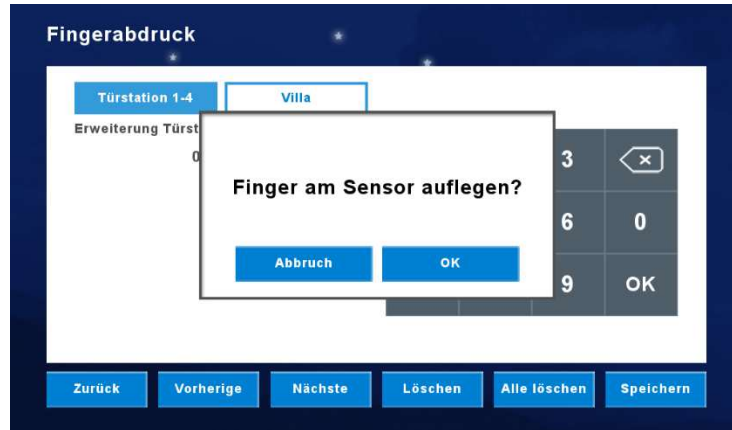 Fingerabdruck
Türstation 1-4
Villa
Erweiterung Türst
0
Finger am Sensor auflegen?
Abbruch
OK
3
6
0
9
OK
Zurück
Vorherige
Nächste
Löschen
Alle löschen
Speichern